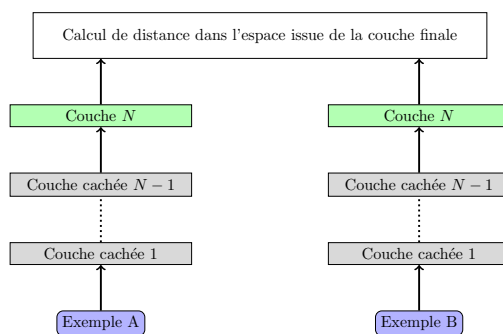 Calcul de distance dans l'espace issue de la couche finale
Couche N Couche N
Couche cachée N − 1 Couche cachée N − 1
Couche cachée 1 Couche cachée 1
Exemple A Exemple B